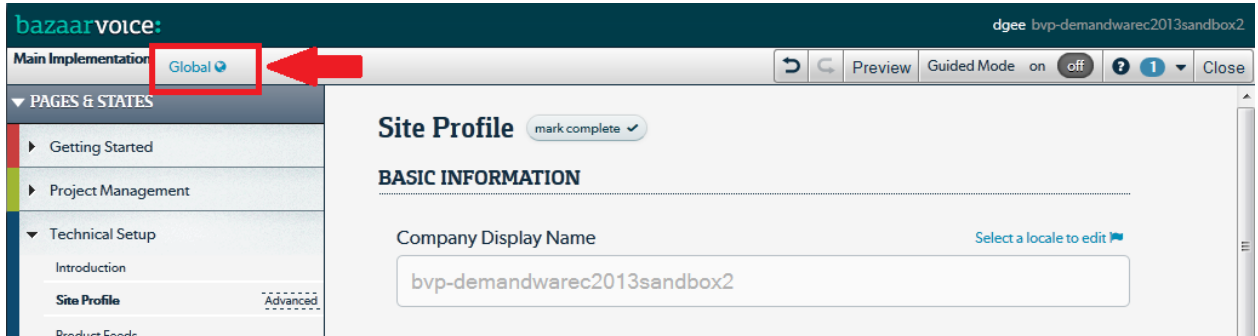 bazaarvoice:
dgee bvp-demandwarec2013sandbox2
Main Implementation Global
Preview Guided Mode on off ? 1 Close
PAGES & STATES
Getting Started
Project Management
Technical Setup
Introduction
Site Profile Advanced
Product Feeds
Site Profile mark complete
BASIC INFORMATION
Company Display Name Select a locale to edit
bvp-demandwarec2013sandbox2